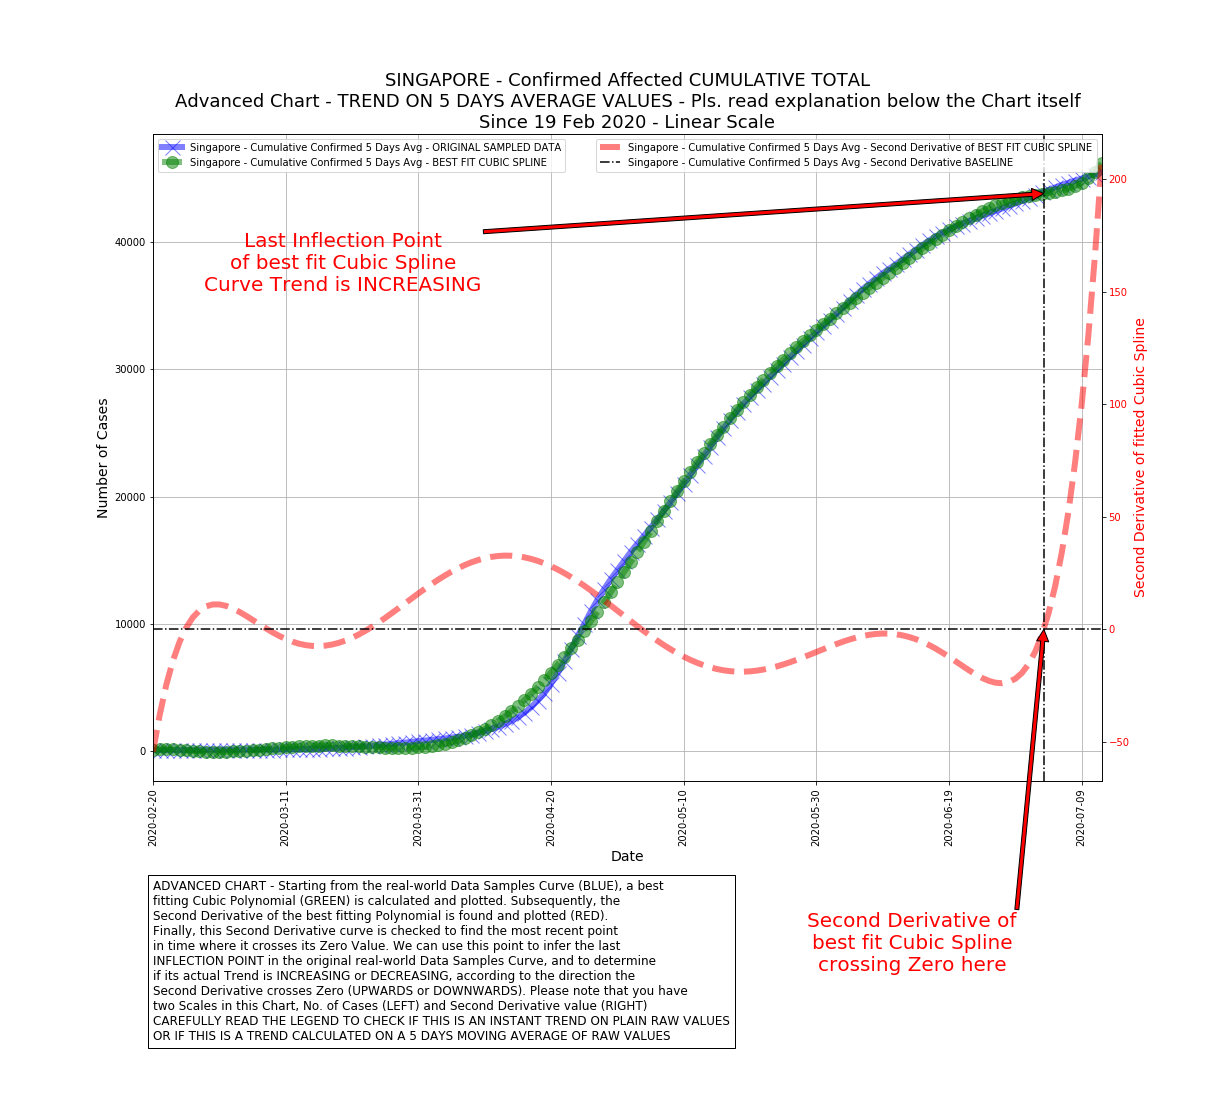 SINGAPORE - Confirmed Affected CUMULATIVE TOTAL
Advanced Chart - TREND ON 5 DAYS AVERAGE VALUES - Pls. read explanation below the Chart itself
Since 19 Feb 2020 - Linear Scale
Singapore - Cumulative Confirmed 5 Days Avg - ORIGINAL SAMPLED DATA
Singapore - Cumulative Confirmed 5 Days Avg - BEST FIT CUBIC SPLINE
Singapore - Cumulative Confirmed 5 Days Avg - Second Derivative of BEST FIT CUBIC SPLINE
Singapore - Cumulative Confirmed 5 Days Avg - Second Derivative BASELINE
Last Inflection Point
of best fit Cubic Spline
Curve Trend is INCREASING
Number of Cases
40000
30000
20000
10000
0
200
150
100
50
0
−50
Second Derivative of fitted Cubic Spline
2020-02-20
2020-03-11
2020-03-31
2020-04-20
2020-05-10
2020-05-30
2020-06-19
2020-07-09
Date
ADVANCED CHART - Starting from the real-world Data Samples Curve (BLUE), a best
fitting Cubic Polynomial (GREEN) is calculated and plotted. Subsequently, the
Second Derivative of the best fitting Polynomial is found and plotted (RED).
Finally, this Second Derivative curve is checked to find the most recent point
in time where it crosses its Zero Value. We can use this point to infer the last
INFLECTION POINT in the original real-world Data Samples Curve, and to determine
if its actual Trend is INCREASING or DECREASING, according to the direction the
Second Derivative crosses Zero (UPWARDS or DOWNWARDS). Please note that you have
two Scales in this Chart, No. of Cases (LEFT) and Second Derivative value (RIGHT)
CAREFULLY READ THE LEGEND TO CHECK IF THIS IS AN INSTANT TREND ON PLAIN RAW VALUES
OR IF THIS IS A TREND CALCULATED ON A 5 DAYS MOVING AVERAGE OF RAW VALUES
Second Derivative of
best fit Cubic Spline
crossing Zero here